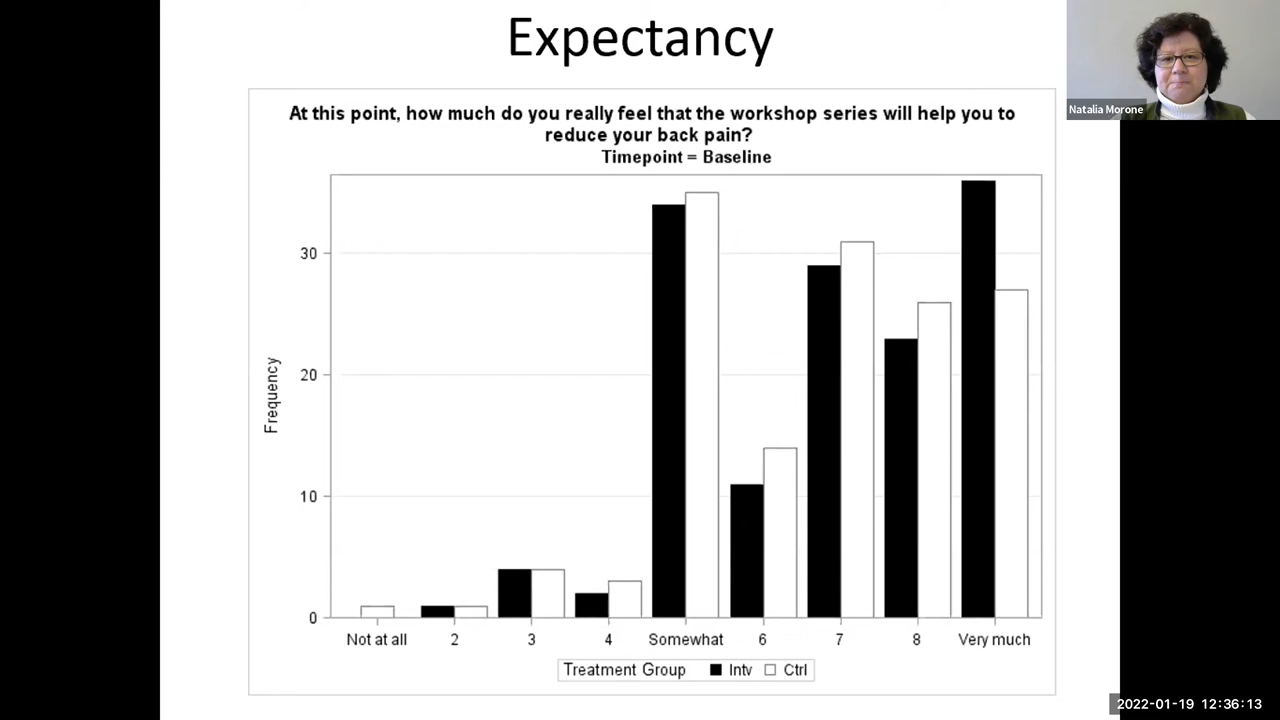 Expectancy
Natalia Morone
At this point, how much do you really feel that the workshop series will help you to
reduce your back pain?
Timepoint = Baseline
30
20
10
0
Frequency
Not at all 2 3 4 Somewhat 6 7 8 Very much
Treatment Group Intv Ctrl
2022-01-19 12:36:13